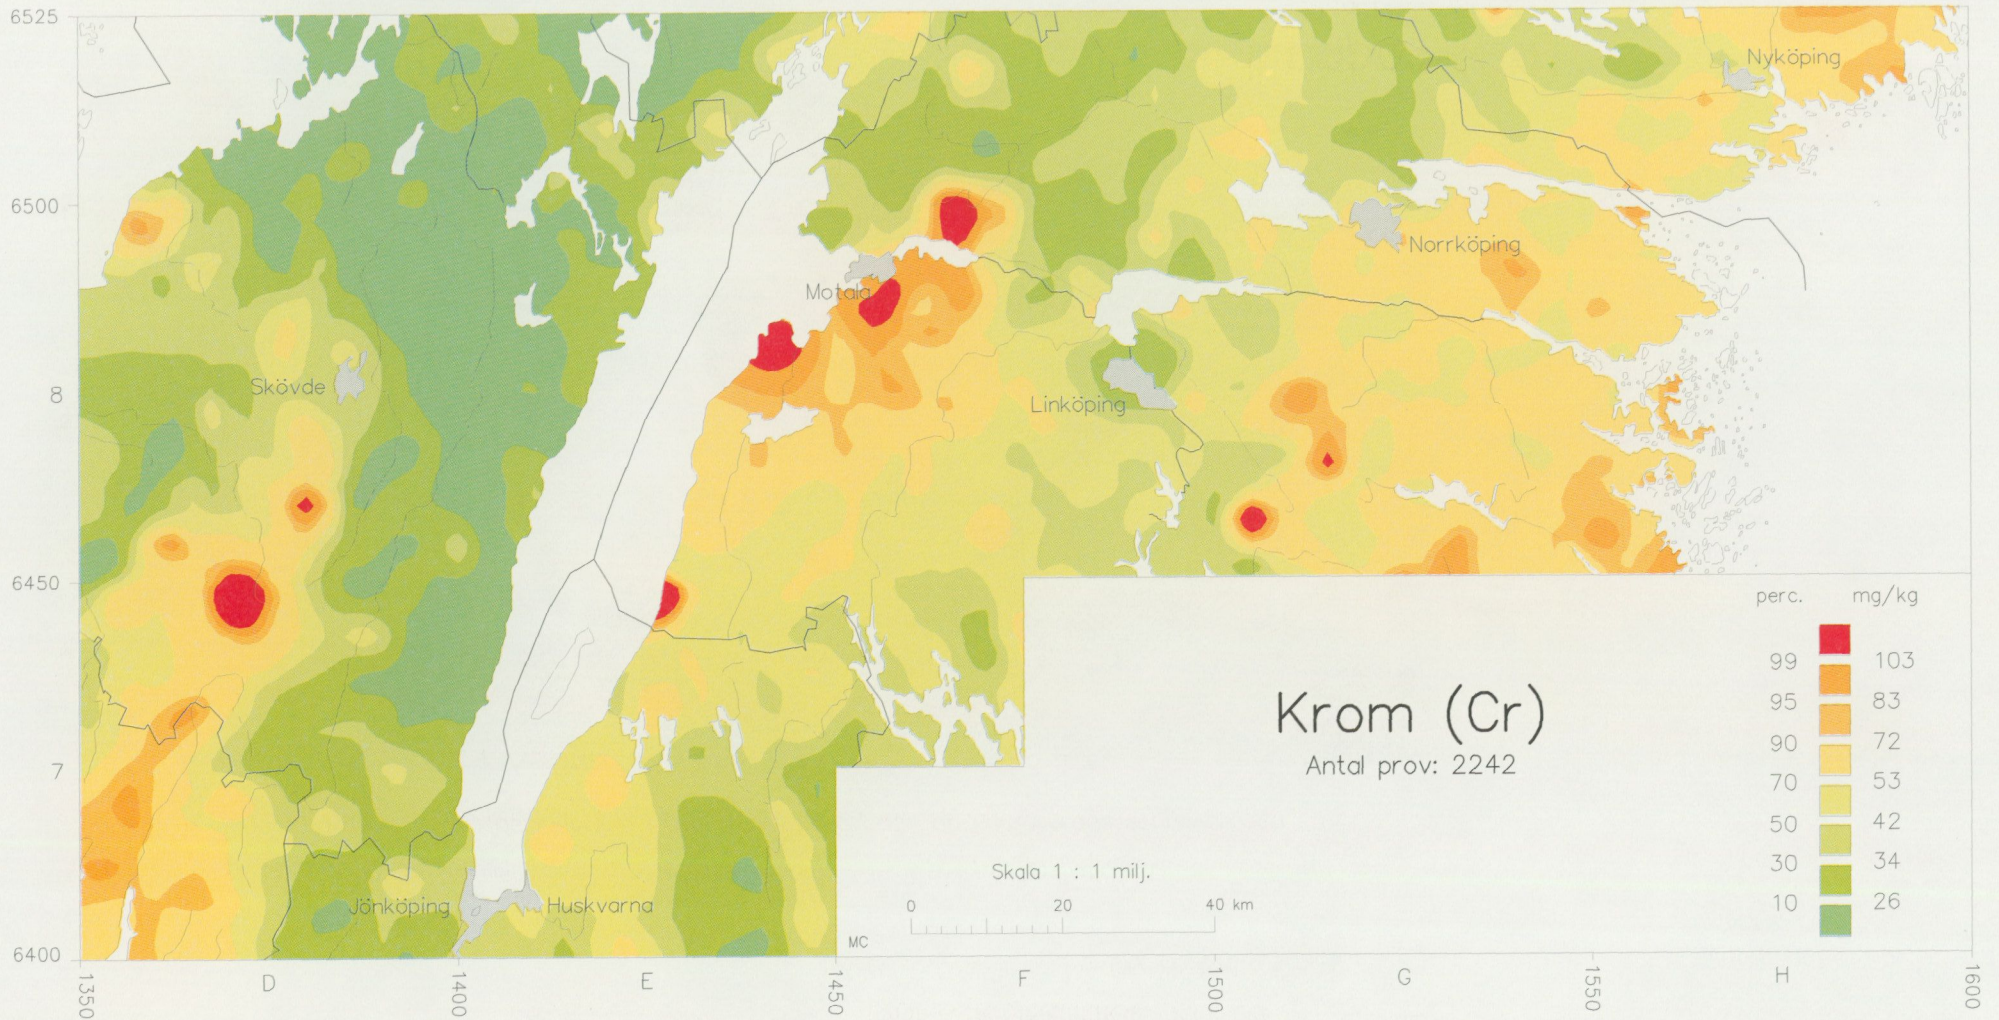 6525
Nyköping
6500
Norrköping
Motala
Skövde
8
Linköping
6450
perc. mg/kg
99 103
95 83
90 72
70 53
50 42
30 34
10 26
Krom (Cr)
Antal prov: 2242
7
Skala 1 : 1 milj.
0 20 40 km
Jönköping
Huskvarna
MC
6400
1350 D 1400 E 1450 F 1500 G 1550 H 1600